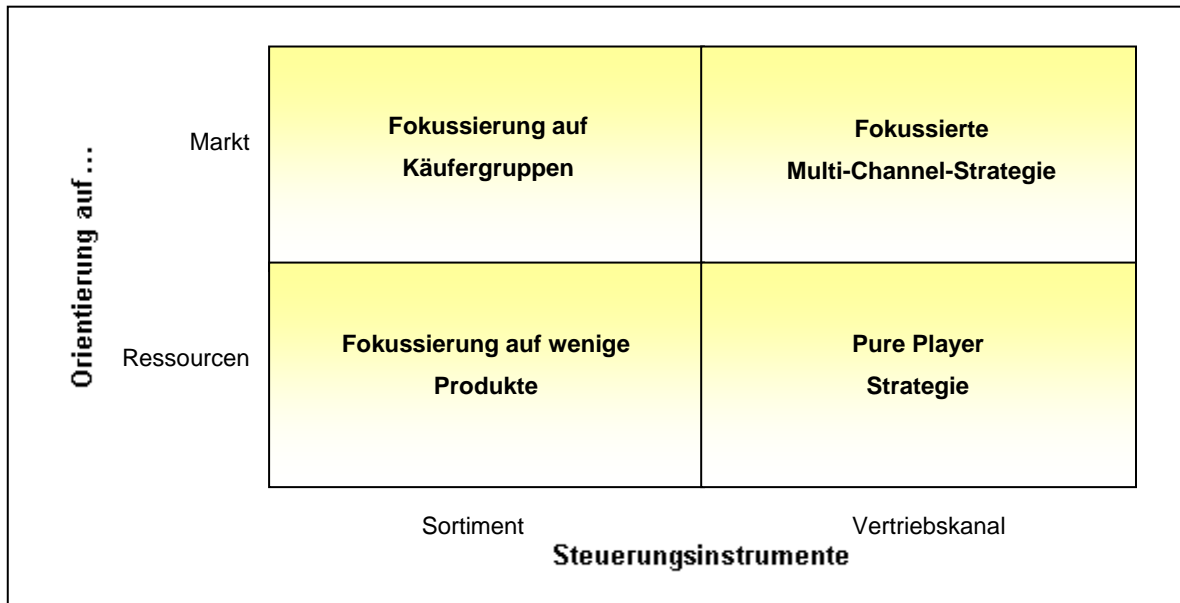 Orientierung auf...
Markt
Fokussierung auf
Käufergruppen
Fokussierte
Multi-Channel-Strategie
Ressourcen
Fokussierung auf wenige
Produkte
Pure Player
Strategie
Sortiment
Vertriebskanal
Steuerungsinstrumente